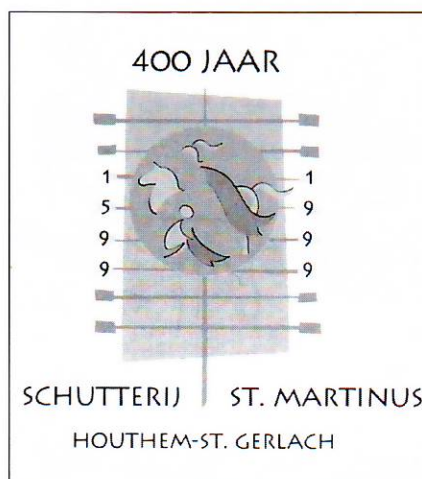 400 JAAR
1 1
5 9
9 9
9 9
SCHUTTERIJ ST. MARTINUS
HOUTHEM-ST. GERLACH